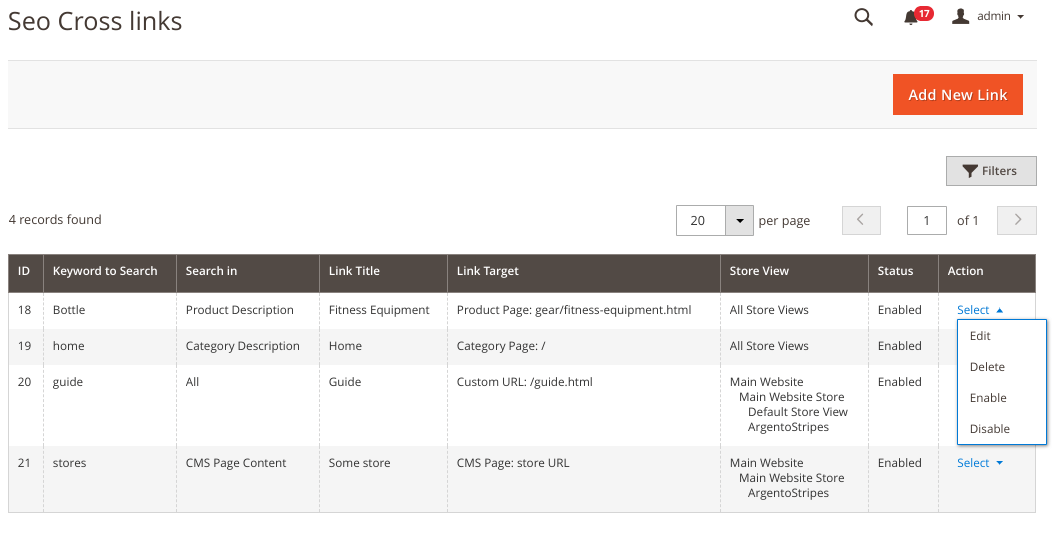 Seo Cross links
17
admin
Add New Link
Filters
4 records found
20
per page
1
of 1
ID Keyword to Search Search in Link Title Link Target Store View Status Action
18 Bottle Product Description Fitness Equipment Product Page: gear/fitness-equipment.html All Store Views Enabled Select
Edit
Delete
Enable
Disable
19 home Category Description Home Category Page: / All Store Views Enabled
20 guide All Guide Custom URL: /guide.html Main Website Enabled
Main Website Store
Default Store View
ArgentoStripes
21 stores CMS Page Content Some store CMS Page: store URL Main Website Enabled Select
Main Website Store
ArgentoStripes